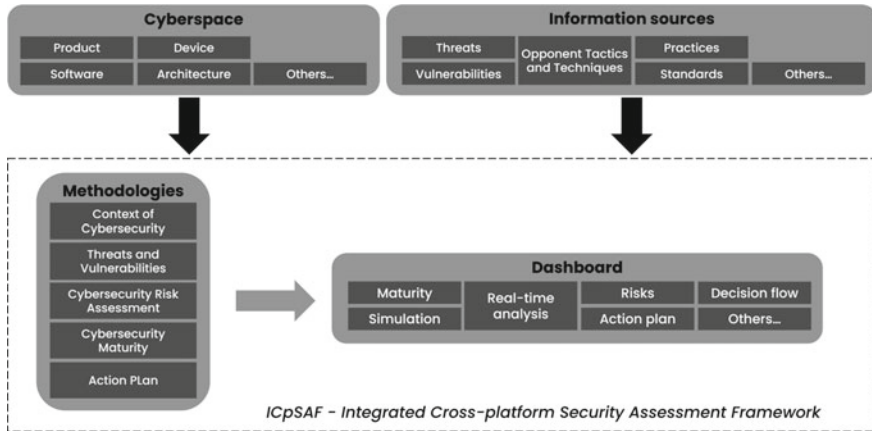 Cyberspace
Product
Device
Software
Architecture
Others...
Information sources
Threats
Opponent Tactics
and Techniques
Practices
Vulnerabilities
Standards
Others...
Methodologies
Context of
Cybersecurity
Threats and
Vulnerabilities
Cybersecurity Risk
Assessment
Cybersecurity
Maturity
Action PLan
Dashboard
Maturity
Real-time
analysis
Risks
Decision flow
Simulation
Action plan
Others...
ICpSAF - Integrated Cross-platform Security Assessment Framework